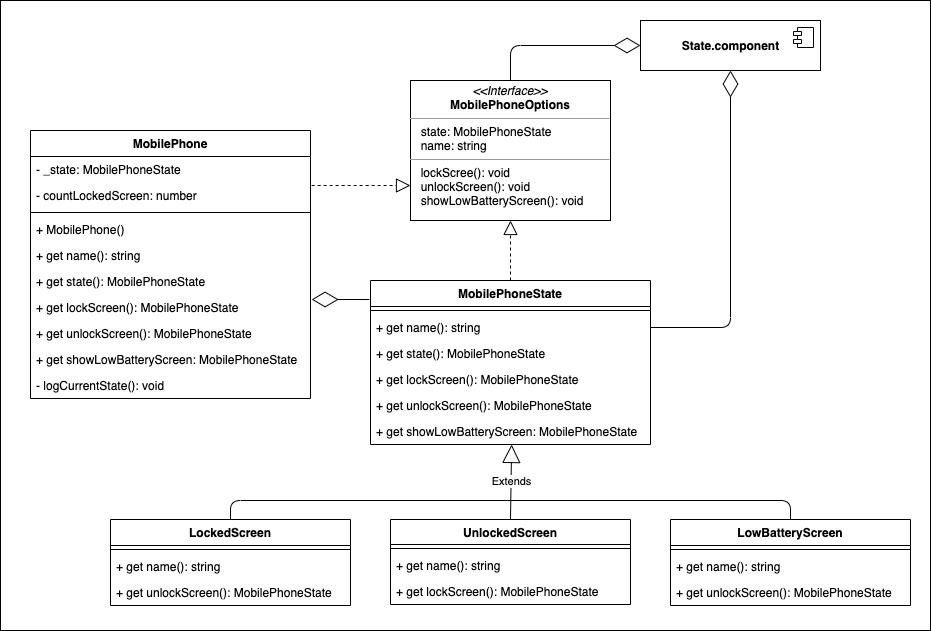 State.component
<<Interface>>
MobilePhoneOptions
state: MobilePhoneState
name: string
lockScree(): void
unlockScreen(): void
showLowBatteryScreen(): void
MobilePhone
- _state: MobilePhoneState
- countLockedScreen: number
+ MobilePhone()
+ get name(): string
+ get state(): MobilePhoneState
+ get lockScreen(): MobilePhoneState
+ get unlockScreen(): MobilePhoneState
+ get showLowBatteryScreen: MobilePhoneState
- logCurrentState(): void
MobilePhoneState
+ get name(): string
+ get state(): MobilePhoneState
+ get lockScreen(): MobilePhoneState
+ get unlockScreen(): MobilePhoneState
+ get showLowBatteryScreen: MobilePhoneState
Extends
LockedScreen
+ get name(): string
+ get unlockScreen(): MobilePhoneState
UnlockedScreen
+ get name(): string
+ get lockScreen(): MobilePhoneState
LowBatteryScreen
+ get name(): string
+ get unlockScreen(): MobilePhoneState